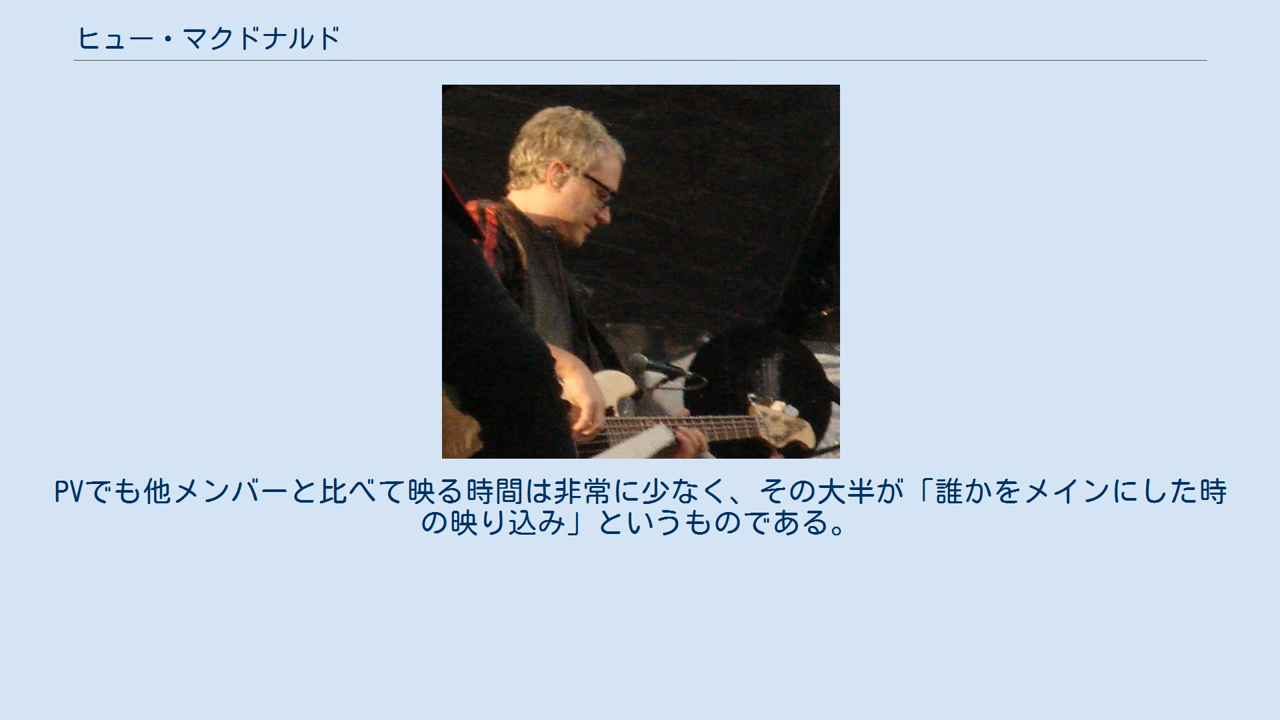 ヒュー・マクドナルド
PVでも他メンバーと比べて映る時間は非常に少なく、その大半が「誰かをメインにした時
の映り込み」というものである。